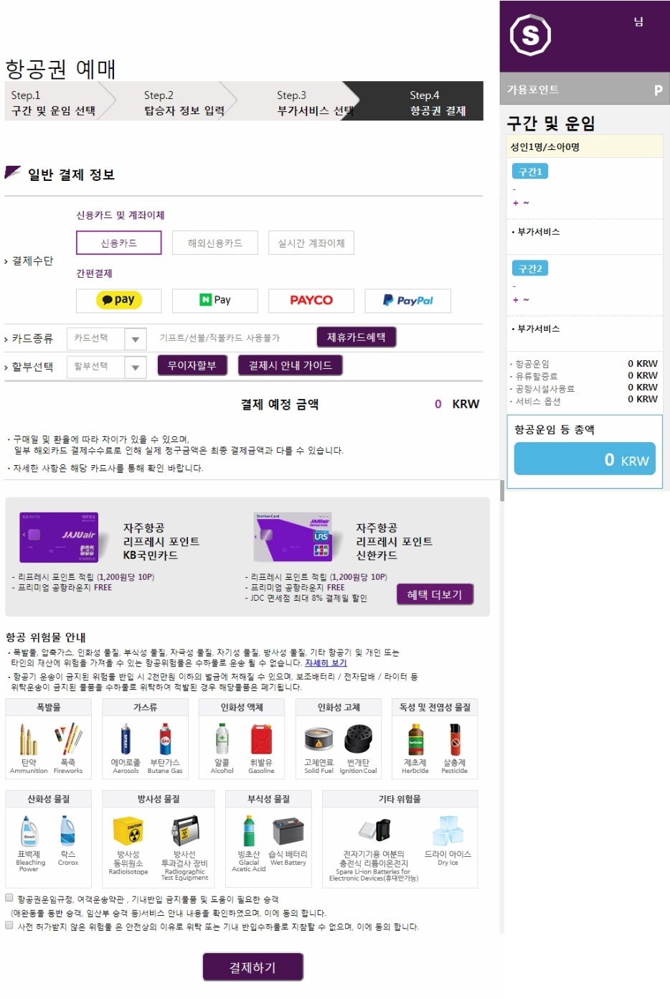 항공권 예매
Step.1
구간 및 운임 선택
Step.2
탑승자 정보 입력
Step.3
부가서비스 선택
Step.4
항공권 결제
일반 결제 정보
결제수단
신용카드 및 계좌이체
신용카드
해외신용카드
실시간 계좌이체
간편결제
pay
N Pay
PAYCO
PayPal
카드종류
카드선택
기프트/선불/직불카드 사용불가
제휴카드혜택
할부선택
할부선택
무이자할부
결제시 안내 가이드
결제 예정 금액
0 KRW
· 구매일 및 환율에 따라 차이가 있을 수 있으며,
일부 해외카드 결제수수료로 인해 실제 청구금액은 최종 결제금액과 다를 수 있습니다.
· 자세한 사항은 해당 카드사를 통해 확인 바랍니다.
JAJUair
자주항공
리프레시 포인트
KB국민카드
- 리프레시 포인트 적립 (1,200원당 10P)
- 프리미엄 공항라운지 FREE
ShinhanCard
JAJUair
URS
JCB
자주항공
리프레시 포인트
신한카드
- 리프레시 포인트 적립 (1,200원당 10P)
- 프리미엄 공항라운지 FREE
- JDC 면세점 최대 8% 결제일 할인
혜택 더보기
항공 위험물 안내
· 폭발물, 압축가스, 인화성 물질, 부식성 물질, 자극성 물질, 자기성 물질, 방사성 물질, 기타 항공기 및 개인 또는
타인의 재산에 위험을 가져올 수 있는 항공위험물은 수하물로 운송 될 수 없습니다. 자세히 보기
· 항공기 운송이 금지된 위험물 반입 시 2천만원 이하의 벌금에 처해질 수 있으며, 보조배터리 / 전자담배 / 라이터 등
위탁운송이 금지된 물품을 수하물로 위탁하여 적발된 경우 해당물품은 폐기됩니다.
폭발물
탄약
Ammunition
폭죽
Fireworks
가스류
SPRAY
에어로졸
Aerosols
GAS
부탄가스
Butane Gas
인화성 액체
알콜
Alcohol
휘발유
Gasoline
인화성 고체
고체연료
Solid Fuel
번개탄
Ignition Coal
독성 및 전염성 물질
herbicide
제초제
Herbcide
살충제
Pesticide
산화성 물질
Bleach
표백제
Bleaching
Power
락스
Crorox
방사성 물질
CAUTION
방사성
동위원소
Radioisotope
방사선
투과검사 장비
Radiographic
Test Equipment
부식성 물질
빙초산
Glacial
Acetic Acid
습식 배터리
Wet Battery
기타 위험물
전자기기용 여분의
충전식 리튬이온전지
Spare Li-ion Batteries for
Electronic Devices(휴대만가능)
드라이 아이스
Dry Ice
항공권운임규정, 여객운송약관 , 기내반입 금지물품 및 도움이 필요한 승객
(애완동물 동반 승객, 임산부 승객 등)서비스 안내 내용을 확인하였으며, 이에 동의 합니다.
사전 허가받지 않은 위험물 은 안전상의 이유로 위탁 또는 기내 반입수하물로 지참할 수 없으며, 이에 동의 합니다.
결제하기
S
님
가용포인트 P
구간 및 운임
성인1명/소아0명
구간1
-
+ ~
· 부가서비스
구간2
-
+ ~
· 부가서비스
· 항공운임 0 KRW
· 유류할증료 0 KRW
· 공항시설사용료 0 KRW
· 서비스 옵션 0 KRW
항공운임 등 총액
0 KRW